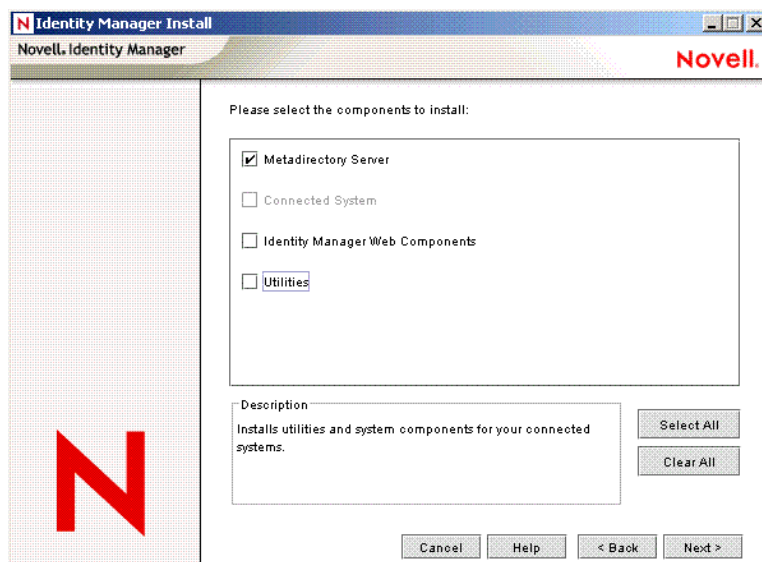 Identity Manager Install
Novell. Identity Manager
Novell.
Please select the components to install:
Metadirectory Server
Connected System
Identity Manager Web Components
Utilities
Description
Installs utilities and system components for your connected
systems.
Select All
Clear All
Cancel
Help
< Back
Next >